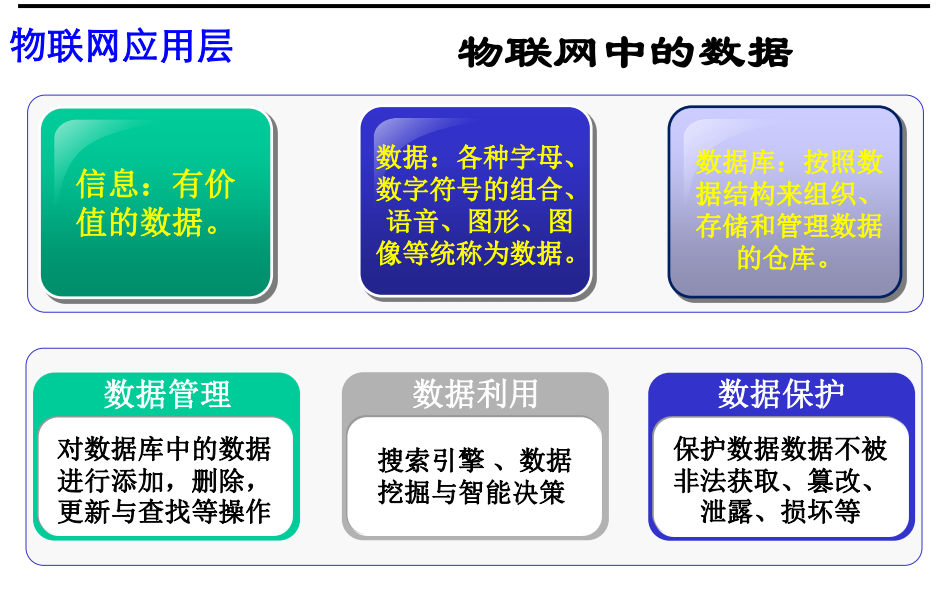 物联网应用层
物联网中的数据
信息：有价
值的数据。
数据：各种字母、
数字符号的组合、
语音、图形、图
像等统称为数据。
数据库：按照数
据结构来组织、
存储和管理数据
的仓库。
数据管理
对数据库中的数据
进行添加，删除，
更新与查找等操作
数据利用
搜索引擎 、数据
挖掘与智能决策
数据保护
保护数据数据不被
非法获取、篡改、
泄露、损坏等